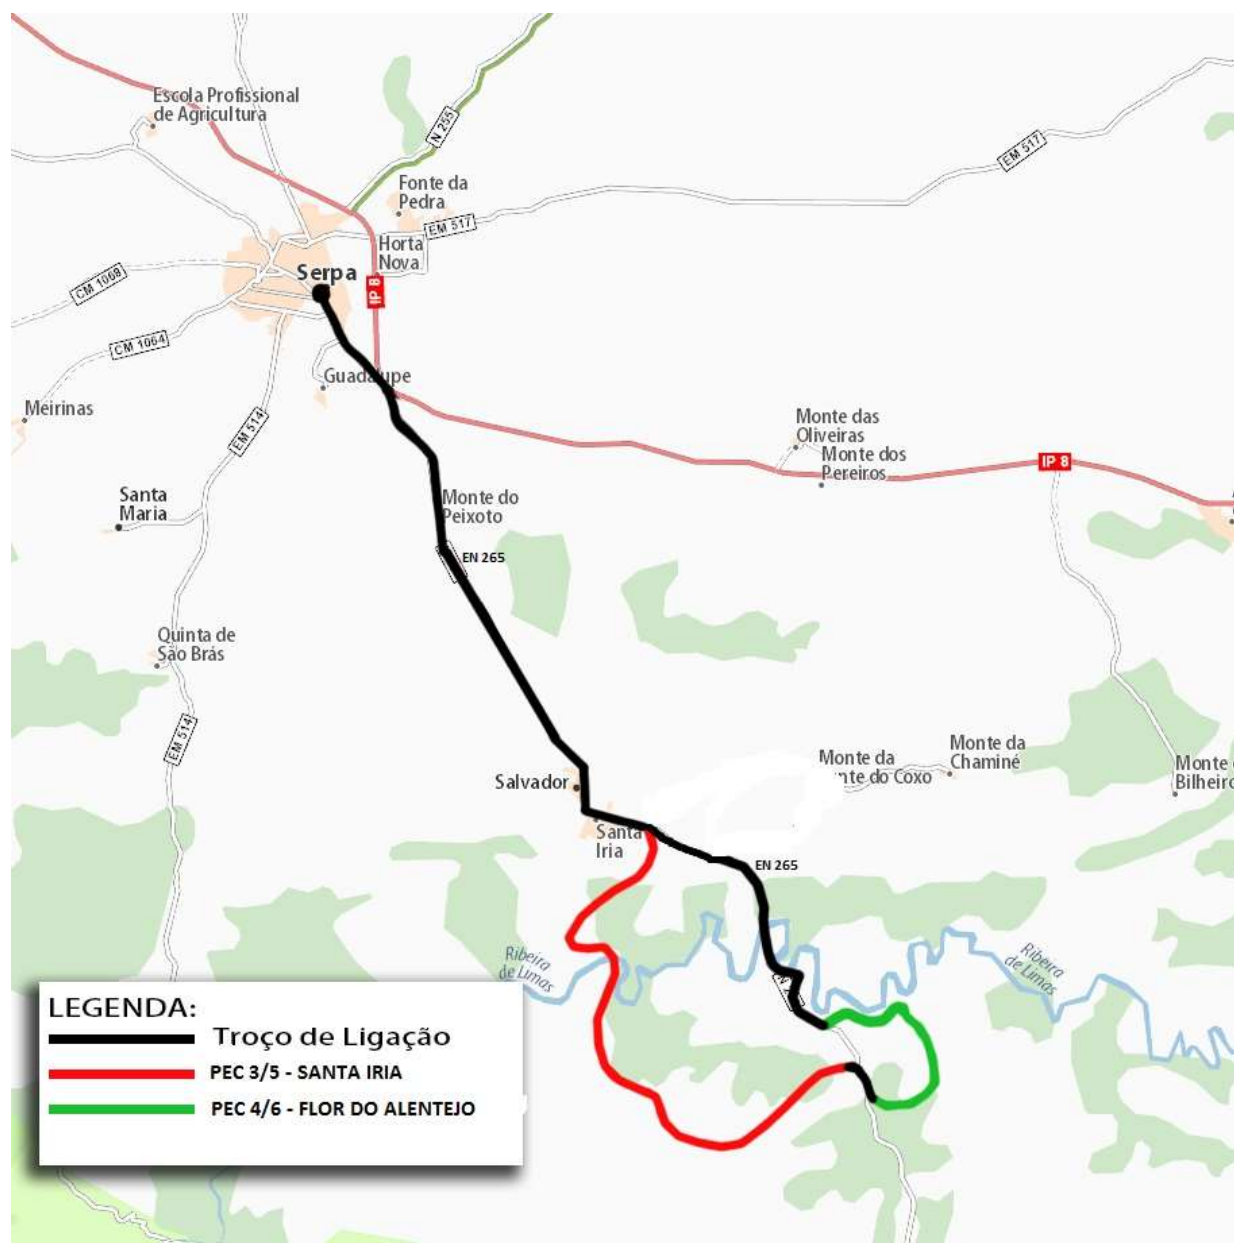 Escola Profissional
de Agricultura
N 255
EM 517
Fonte da
Pedra
EM 517
Horta
Nova
Serpa
CM 1068
IP 8
CM 1064
Guadalupe
Meirinas
EM 514
Monte das
Oliveiras
Monte dos
Pereiros
IP 8
Santa
Maria
Monte do
Peixoto
EN 265
Quinta de
São Brás
EM 514
Salvador
Monte da
Chaminé
Monte da
nte do Coxo
Monte
Bilheiro
Santa
Iria
EN 265
Ribeira
de Limas
Ribeira
de Limas
LEGENDA:
Troço de Ligação
PEC 3/5 - SANTA IRIA
PEC 4/6 - FLOR DO ALENTEJO